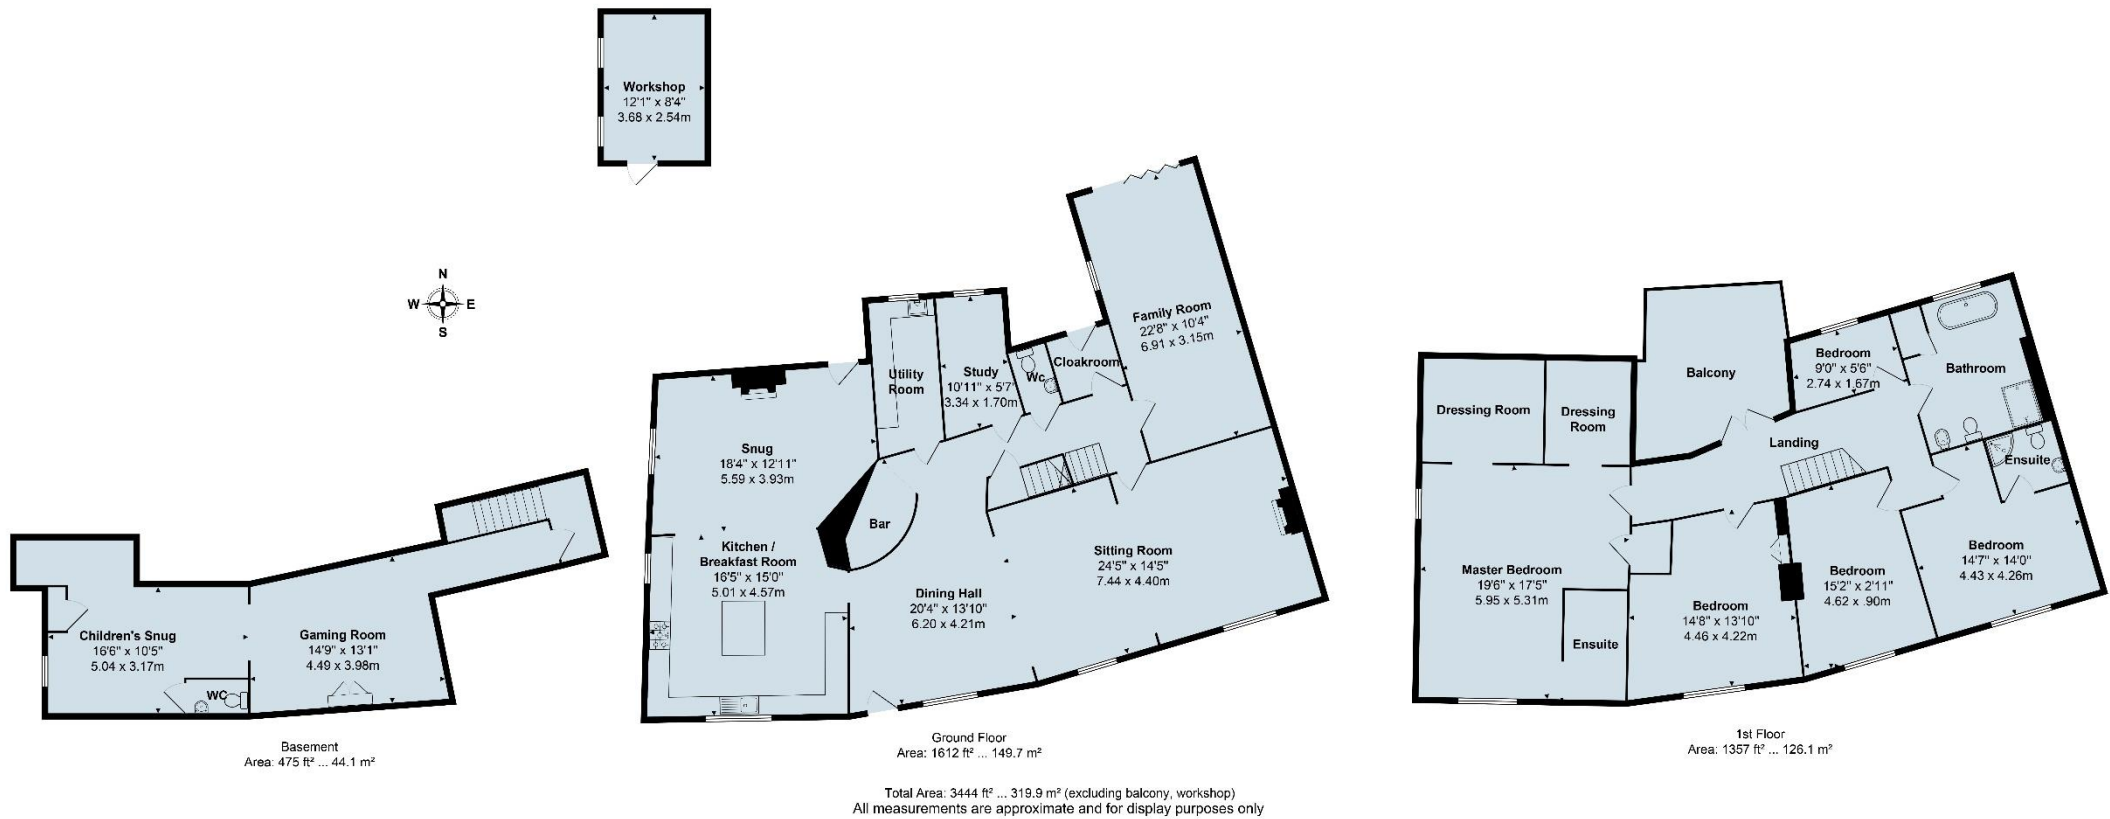 Workshop
12'1" x 8'4"
3.68 x 2.54m
N
W E
S
Children's Snug
16'6" x 10'5"
5.04 x 3.17m
WC
Gaming Room
14'9" x 13'1"
4.49 x 3.98m
Basement
Area: 475 ft² ... 44.1 m²
Family Room
22'8" x 10'4"
6.91 x 3.15m
Cloakroom
Wc
Study
10'11" x 5'7"
3.34 x 1.70m
Utility
Room
Snug
18'4" x 12'11"
5.59 x 3.93m
Bar
Kitchen /
Breakfast Room
16'5" x 15'0"
5.01 x 4.57m
Dining Hall
20'4" x 13'10"
6.20 x 4.21m
Sitting Room
24'5" x 14'5"
7.44 x 4.40m
Ground Floor
Area: 1612 ft² ... 149.7 m²
Dressing Room
Dressing
Room
Balcony
Bedroom
9'0" x 5'6"
2.74 x 1.67m
Bathroom
Landing
Ensuite
Master Bedroom
19'6" x 17'5"
5.95 x 5.31m
Ensuite
Bedroom
14'8" x 13'10"
4.46 x 4.22m
Bedroom
15'2" x 2'11"
4.62 x .90m
Bedroom
14'7" x 14'0"
4.43 x 4.26m
1st Floor
Area: 1357 ft² ... 126.1 m²
Total Area: 3444 ft² ... 319.9 m² (excluding balcony, workshop)
All measurements are approximate and for display purposes only